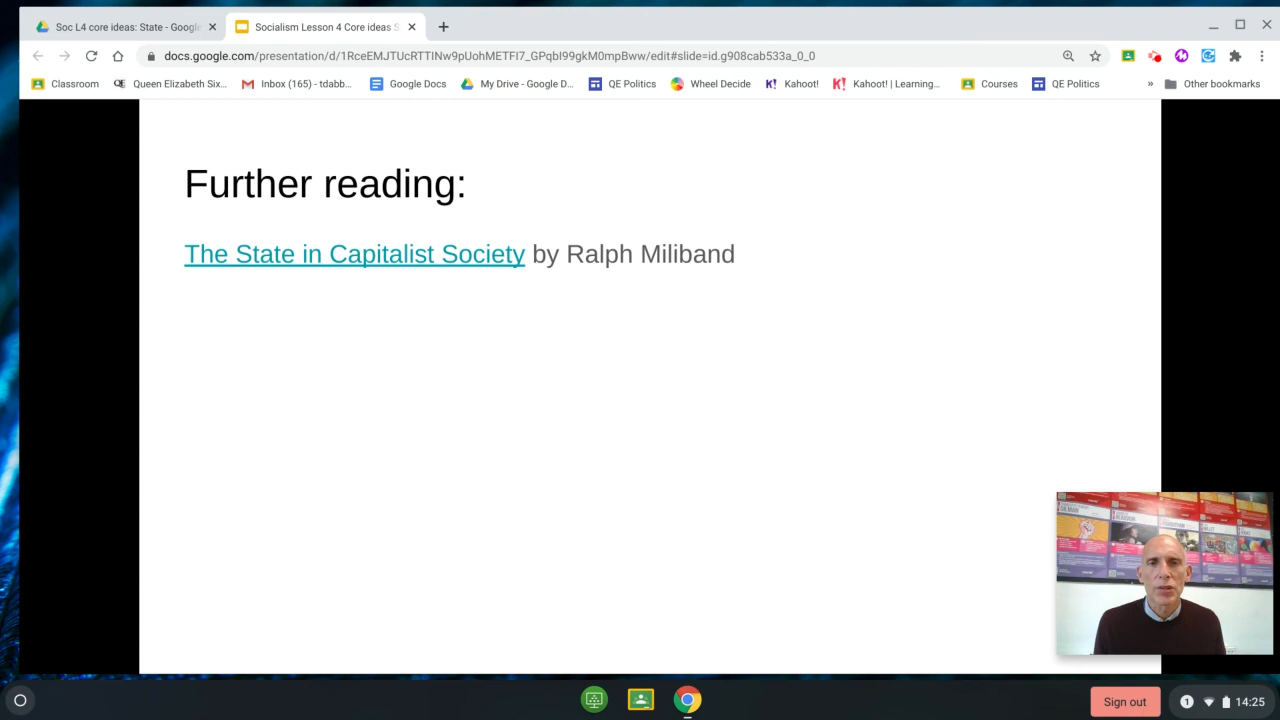 Soc L4 core ideas: State - Google
Socialism Lesson 4 Core ideas S
docs.google.com/presentation/d/1RceEMJTUcRTTINw9pUohMETFI7_GPqbI99gkM0mpBww/edit#slide=id.g908cab533a_0_0
Classroom
Queen Elizabeth Six...
Inbox (165) - tdabb...
Google Docs
My Drive - Google D...
QE Politics
Wheel Decide
Kahoot!
Kahoot! | Learning...
Courses
QE Politics
»
Other bookmarks
Further reading:
The State in Capitalist Society by Ralph Miliband
Sign out
1
14:25